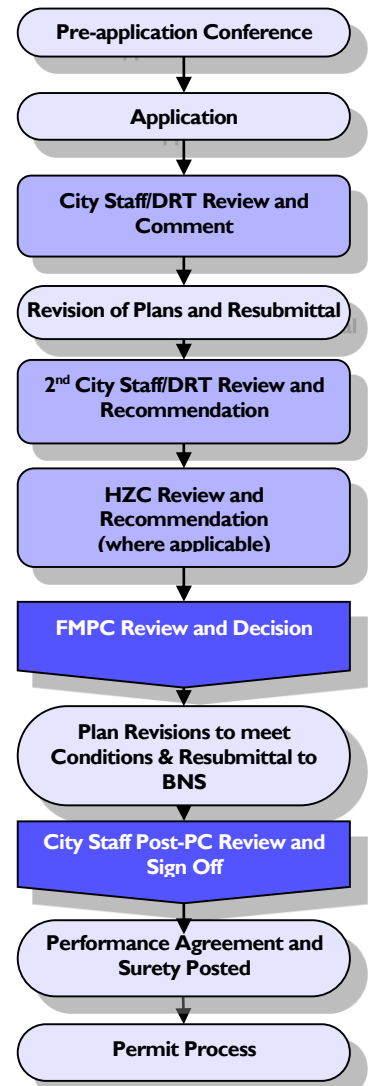 Pre-application Conference
Application
City Staff/DRT Review and
Comment
Revision of Plans and Resubmittal
2nd City Staff/DRT Review and
Recommendation
HZC Review and
Recommendation
(where applicable)
FMPC Review and Decision
Plan Revisions to meet
Conditions & Resubmittal to
BNS
City Staff Post-PC Review and
Sign Off
Performance Agreement and
Surety Posted
Permit Process